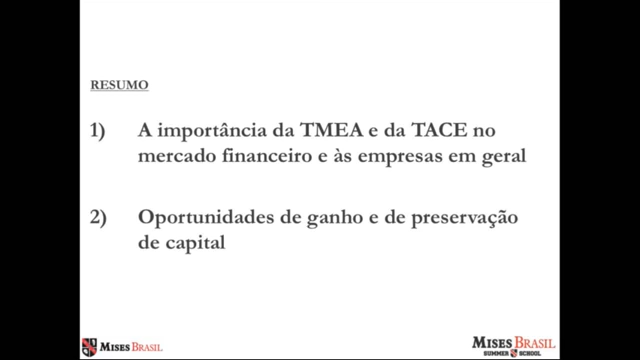 RESUMO
1) A importância da TMEA e da TACE no
mercado financeiro e às empresas em geral
2) Oportunidades de ganho e de preservação
de capital
MISES BRASIL
MISES BRASIL
SUMMER SCHOOL